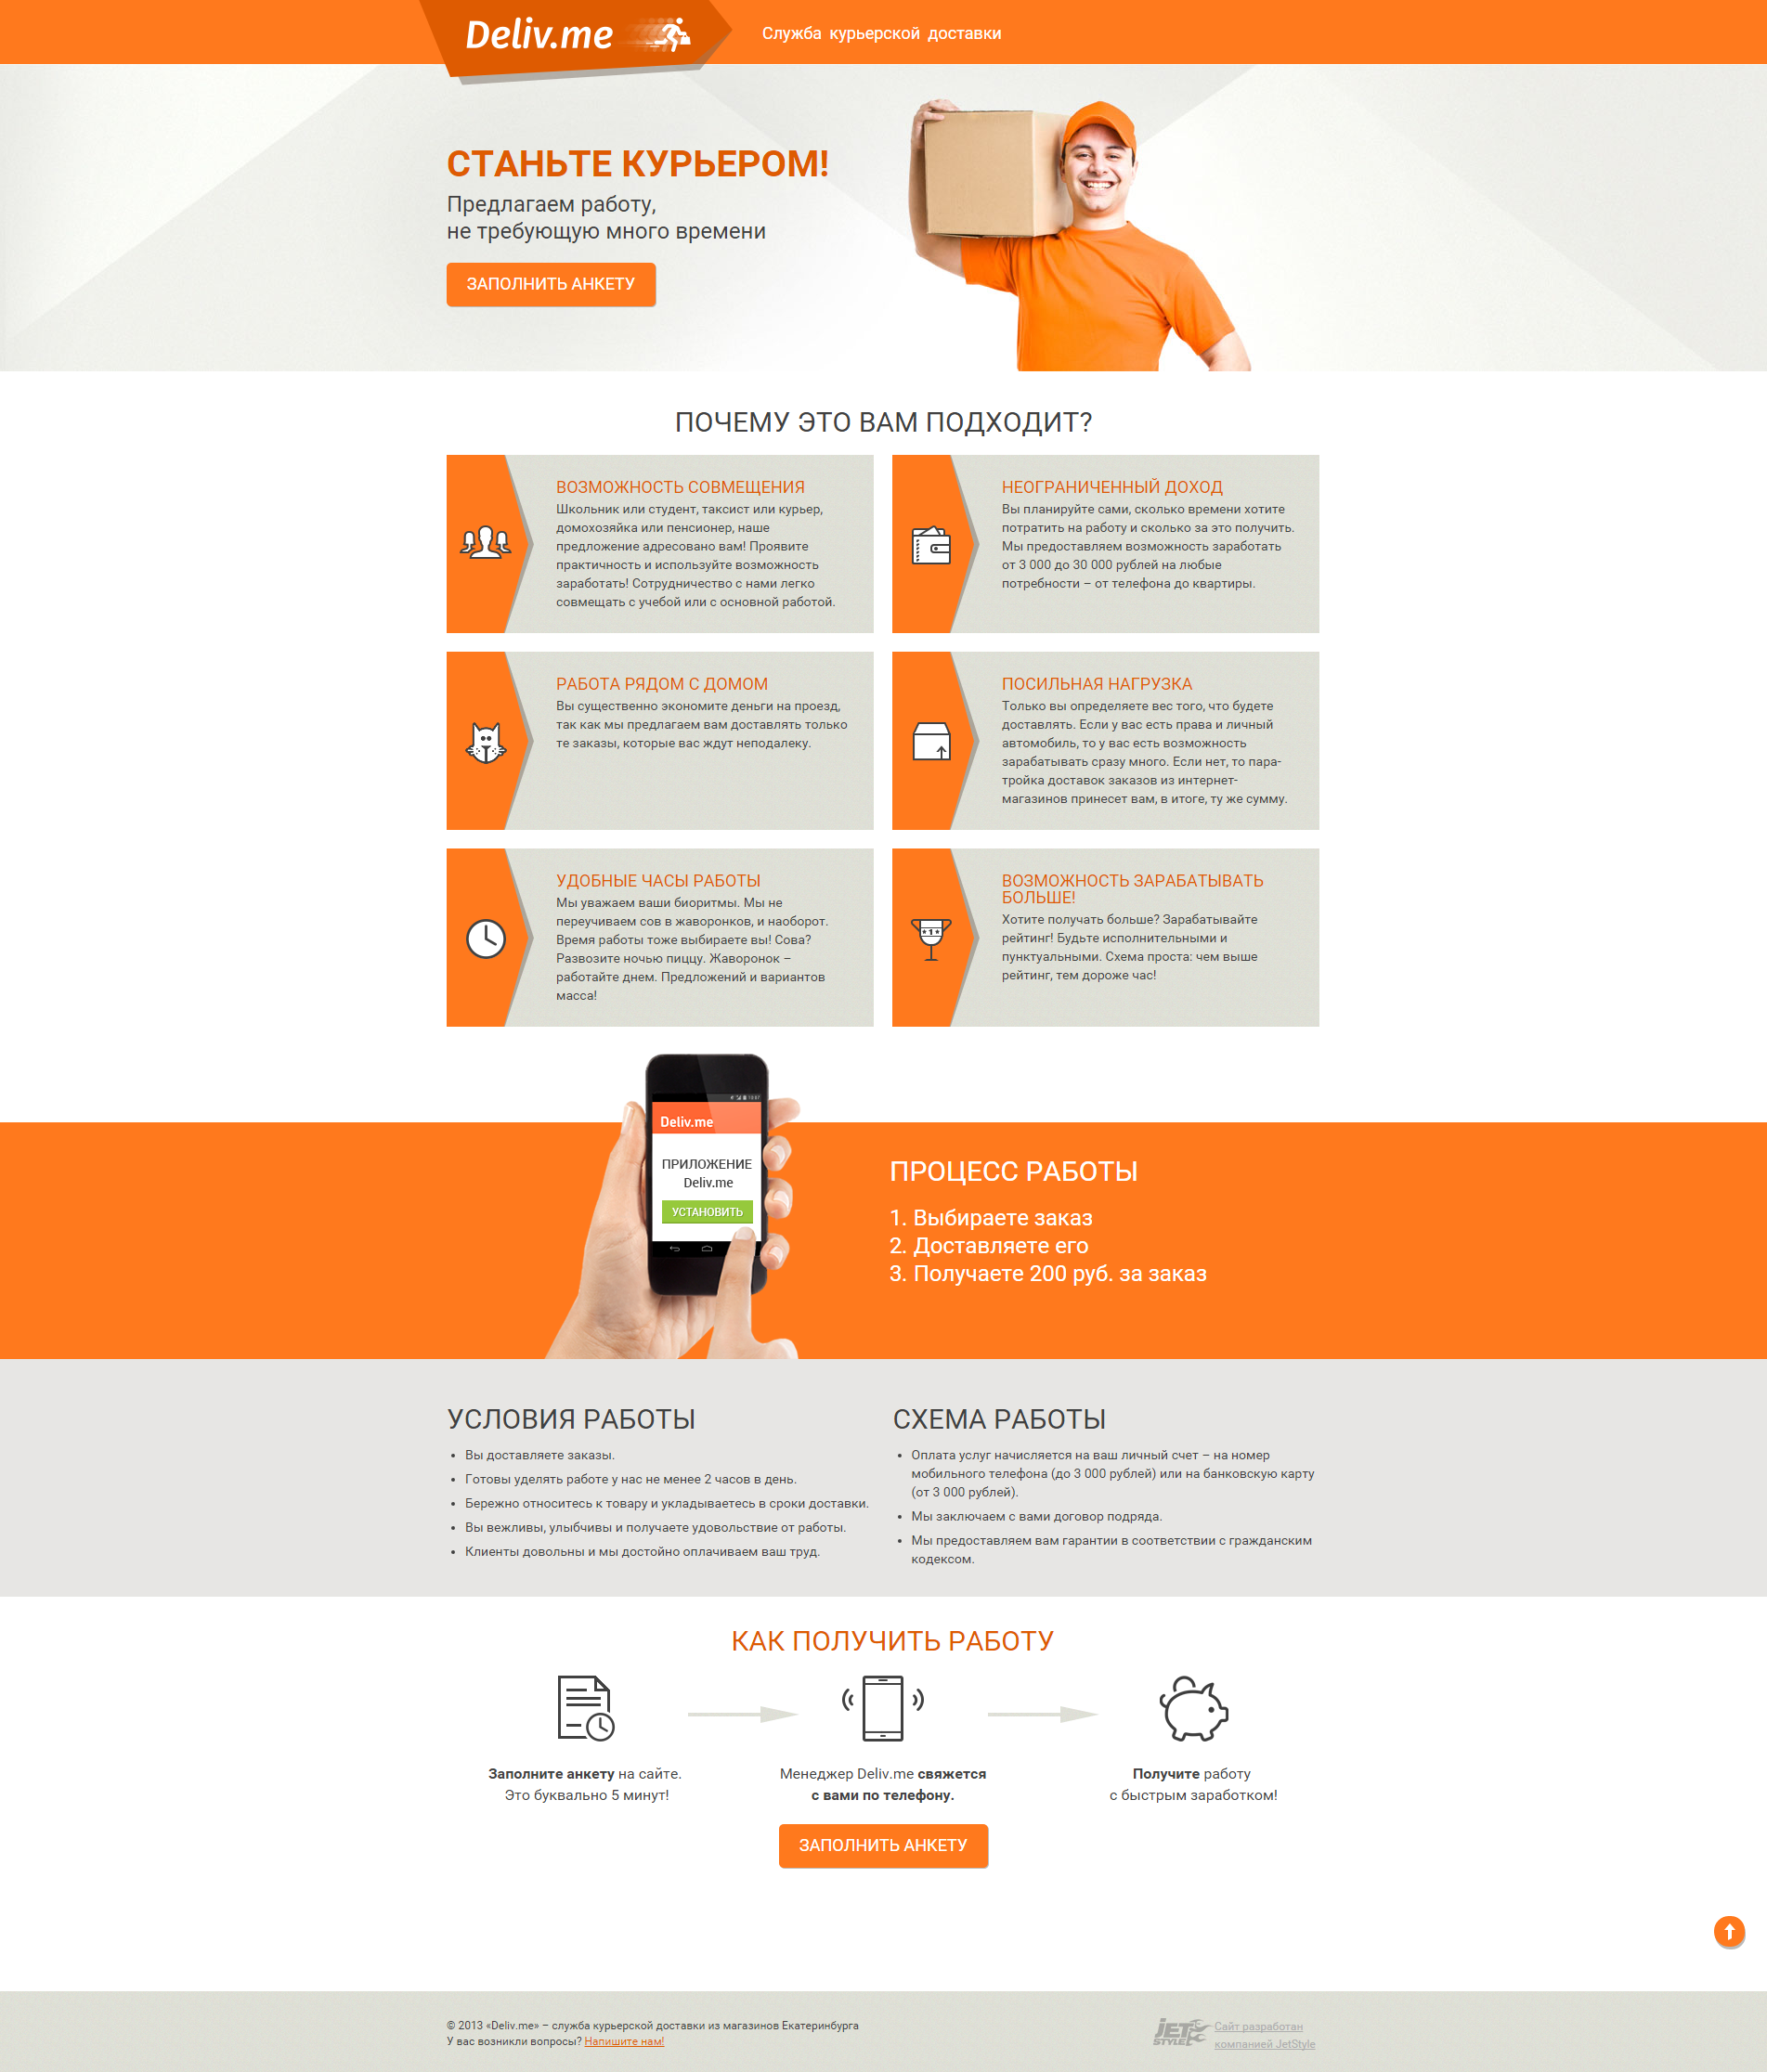 Deliv.me
Служба курьерской доставки
СТАНЬТЕ КУРЬЕРОМ!
Предлагаем работу,
не требующую много времени
ЗАПОЛНИТЬ АНКЕТУ
ПОЧЕМУ ЭТО ВАМ ПОДХОДИТ?
ВОЗМОЖНОСТЬ СОВМЕЩЕНИЯ
Школьник или студент, таксист или курьер,
домохозяйка или пенсионер, наше
предложение адресовано вам! Проявите
практичность и используйте возможность
заработать! Сотрудничество с нами легко
совмещать с учебой или с основной работой.
НЕОГРАНИЧЕННЫЙ ДОХОД
Вы планируйте сами, сколько времени хотите
потратить на работу и сколько за это получить.
Мы предоставляем возможность заработать
от 3 000 до 30 000 рублей на любые
потребности – от телефона до квартиры.
РАБОТА РЯДОМ С ДОМОМ
Вы существенно экономите деньги на проезд,
так как мы предлагаем вам доставлять только
те заказы, которые вас ждут неподалеку.
ПОСИЛЬНАЯ НАГРУЗКА
Только вы определяете вес того, что будете
доставлять. Если у вас есть права и личный
автомобиль, то у вас есть возможность
зарабатывать сразу много. Если нет, то пара-
тройка доставок заказов из интернет-
магазинов принесет вам, в итоге, ту же сумму.
УДОБНЫЕ ЧАСЫ РАБОТЫ
Мы уважаем ваши биоритмы. Мы не
переучиваем сов в жаворонков, и наоборот.
Время работы тоже выбираете вы! Сова?
Развозите ночью пиццу. Жаворонок –
работайте днем. Предложений и вариантов
масса!
ВОЗМОЖНОСТЬ ЗАРАБАТЫВАТЬ
БОЛЬШЕ!
Хотите получать больше? Зарабатывайте
рейтинг! Будьте исполнительными и
пунктуальными. Схема проста: чем выше
рейтинг, тем дороже час!
1
Deliv.me
ПРИЛОЖЕНИЕ
Deliv.me
УСТАНОВИТЬ
ПРОЦЕСС РАБОТЫ
1. Выбираете заказ
2. Доставляете его
3. Получаете 200 руб. за заказ
УСЛОВИЯ РАБОТЫ
• Вы доставляете заказы.
• Готовы уделять работе у нас не менее 2 часов в день.
• Бережно относитесь к товару и укладываетесь в сроки доставки.
• Вы вежливы, улыбчивы и получаете удовольствие от работы.
• Клиенты довольны и мы достойно оплачиваем ваш труд.
СХЕМА РАБОТЫ
• Оплата услуг начисляется на ваш личный счет – на номер
мобильного телефона (до 3 000 рублей) или на банковскую карту
(от 3 000 рублей).
• Мы заключаем с вами договор подряда.
• Мы предоставляем вам гарантии в соответствии с гражданским
кодексом.
КАК ПОЛУЧИТЬ РАБОТУ
Заполните анкету на сайте.
Это буквально 5 минут!
Менеджер Deliv.me свяжется
с вами по телефону.
Получите работу
с быстрым заработком!
ЗАПОЛНИТЬ АНКЕТУ
© 2013 «Deliv.me» – служба курьерской доставки из магазинов Екатеринбурга
У вас возникли вопросы? Напишите нам!
JET
STYLE
Сайт разработан
компанией JetStyle